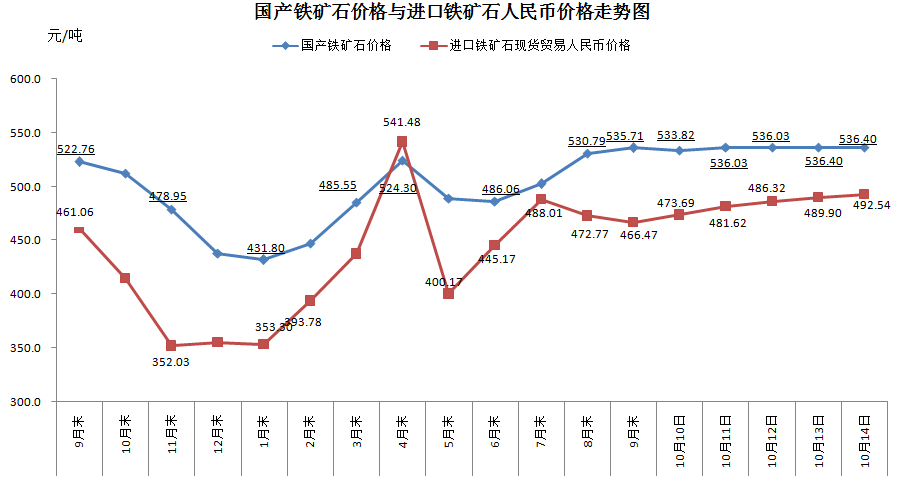 国产铁矿石价格与进口铁矿石人民币价格走势图
元/吨
国产铁矿石价格 进口铁矿石现货贸易人民币价格
600.0
550.0
500.0
450.0
400.0
350.0
300.0
522.76
478.95
431.80
485.55
524.30
486.06
530.79
535.71
533.82
536.03
536.03
536.40
536.40
461.06
352.03
353.30
393.78
541.48
400.17
445.17
488.01
472.77
466.47
473.69
481.62
486.32
489.90
492.54
9月末
10月末
11月末
12月末
1月末
2月末
3月末
4月末
5月末
6月末
7月末
8月末
9月末
10月10日
10月11日
10月12日
10月13日
10月14日